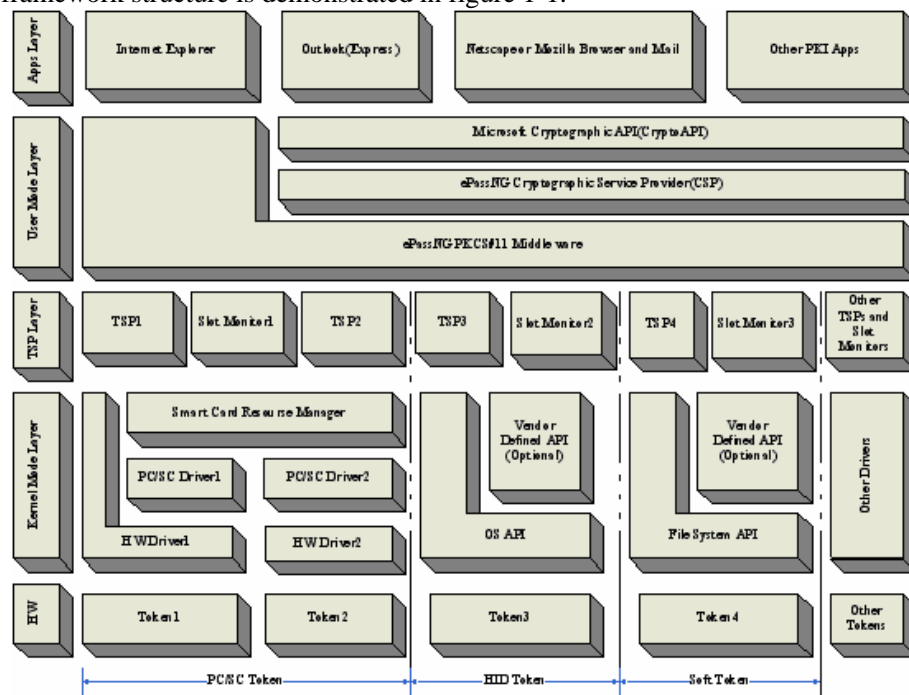 framework structure is demonstrated in figure 1-1.
Apps Layer
Internet Explorer
Outlook(Express)
Netscapeor Mozilla Browser and Mail
Other PKI Apps
User Mode Layer
Microsoft Cryptographic API(CryptoAPI)
ePassNG Cryptographic Service Provider(CSP)
ePassNG PKCS#11 Middleware
TSP Layer
TSP1
Slot Monitor1
TSP2
TSP3
Slot Monitor2
TSP4
Slot Monitor3
Other
TSPs and
Slot
Monitors
Kernel Mode Layer
Smart Card Resourse Manager
PC/SC Driver1
PC/SC Driver2
HWDriver1
HW Driver2
Vendor
Defined API
(Optional)
OS API
Vendor
Defined API
(Optional)
File System API
Other Drivers
HW
Token1
Token2
Token3
Token4
Other
Tokens
PC/SC Token
HID Token
Soft Token